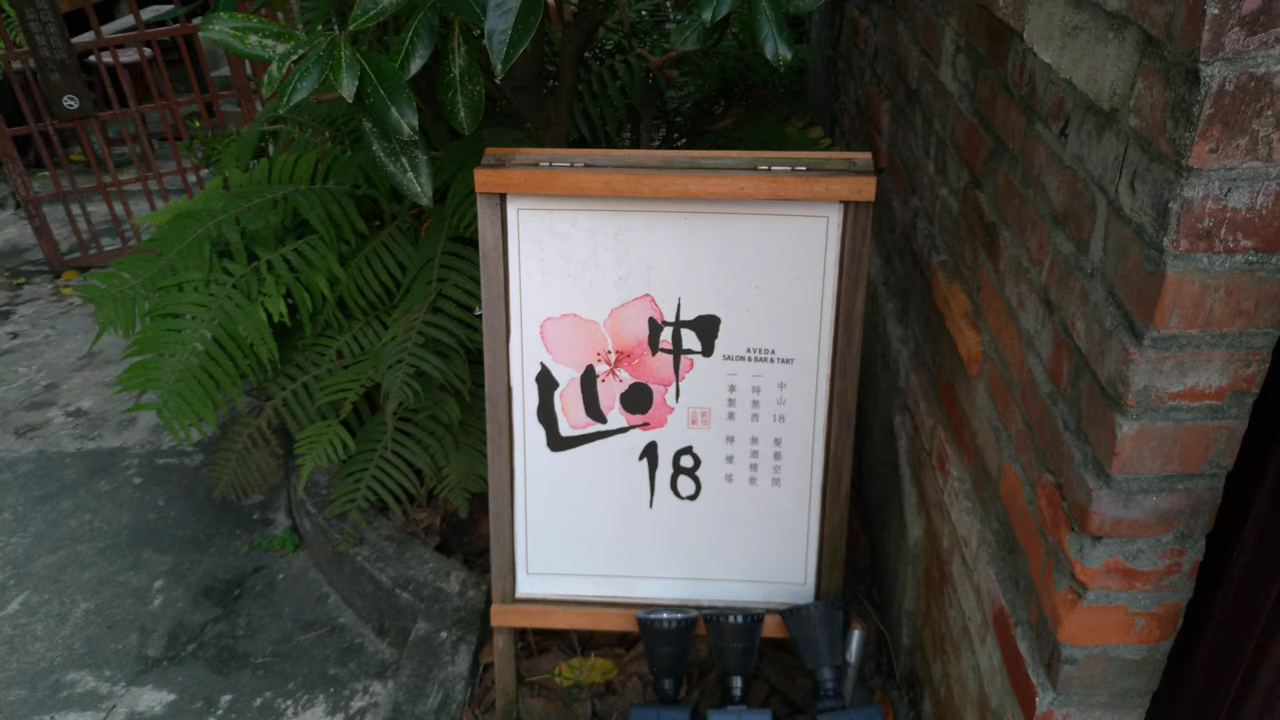 中山
18
AVEDA
SALON & BAR & TART
中山18 髮藝空間
一時無酉 無酒精飲
一事製菓 檸檬塔